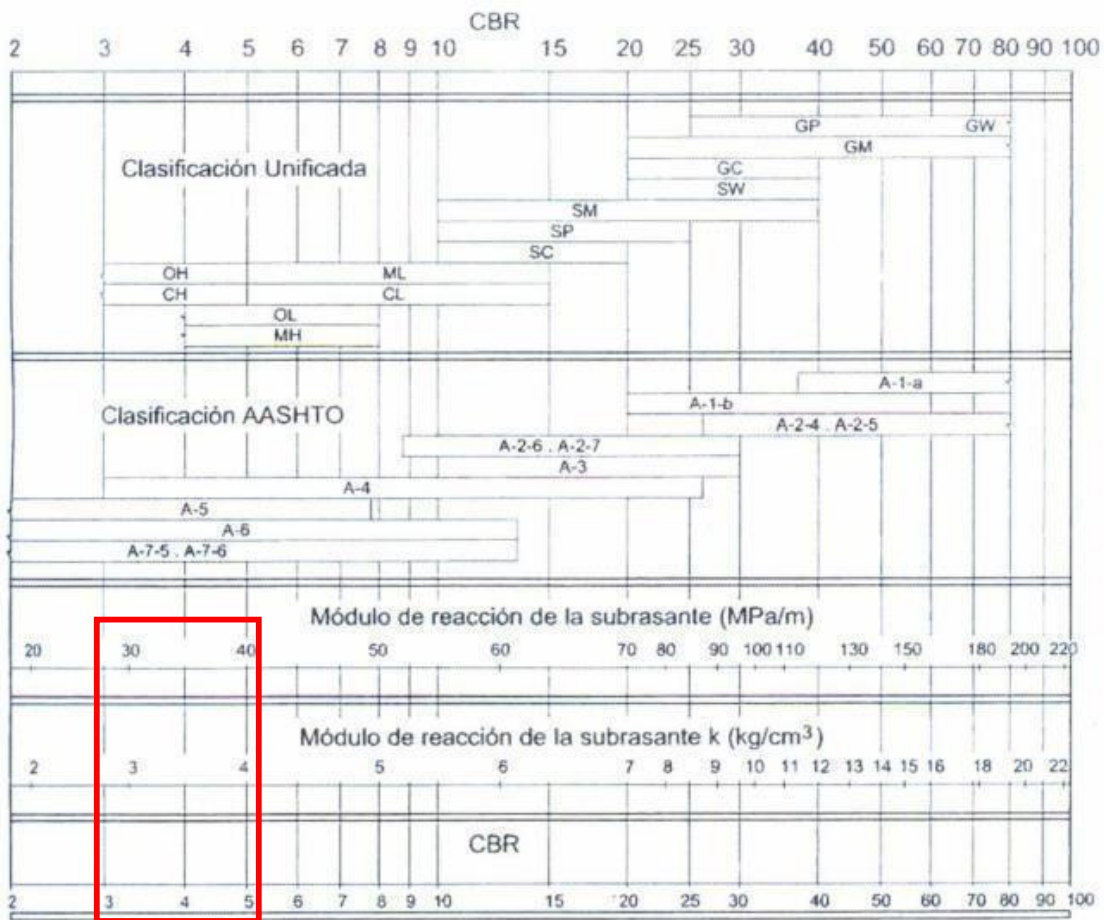 CBR
2 3 4 5 6 7 8 9 10 15 20 25 30 40 50 60 70 80 90 100
GP GW
GM
Clasificación Unificada
GC
SW
SM
SP
SC
OH ML
CH CL
OL
MH
A-1-a
Clasificación AASHTO
A-1-b
A-2-4 . A-2-5
A-2-6 . A-2-7
A-3
A-4
A-5
A-6
A-7-5 . A-7-6
Módulo de reacción de la subrasante (MPa/m)
20 30 40 50 60 70 80 90 100 110 130 150 180 200 220
Módulo de reacción de la subrasante k (kg/cm³)
2 3 4 5 6 7 8 9 10 11 12 13 14 15 16 18 20 22
CBR
2 3 4 5 6 7 8 9 10 15 20 25 30 40 50 60 70 80 90 100